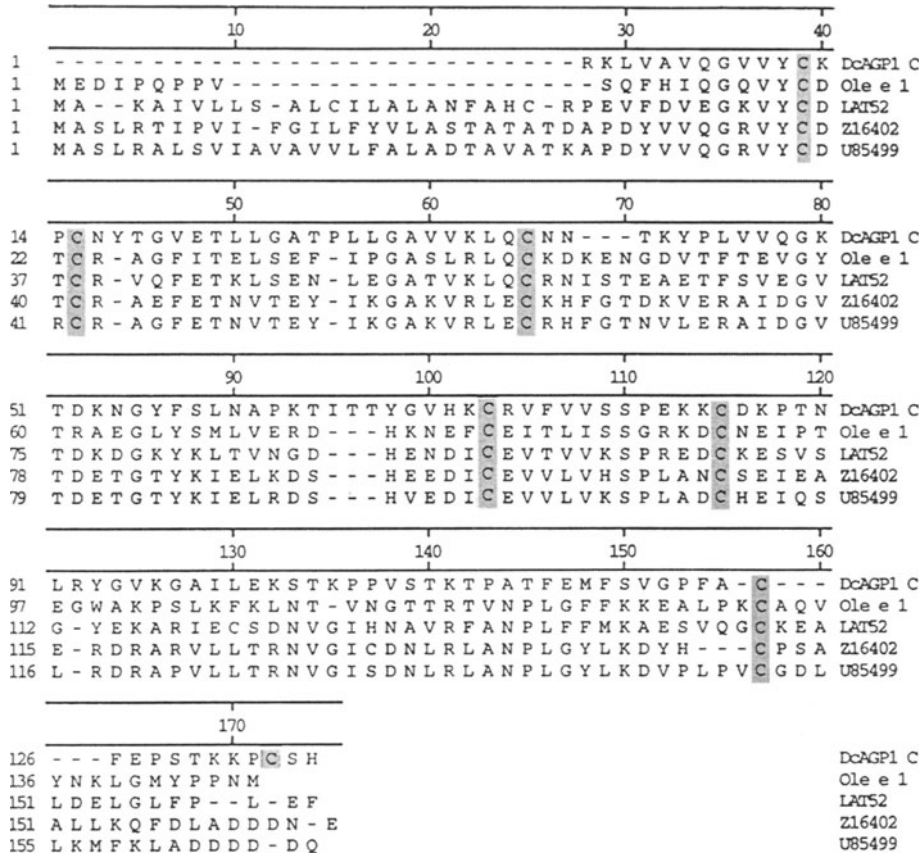 10 20 30 40
1 - - - - - - - - - - - - - - - - - - - - - - - - - - - R K L V A V Q G V V Y C K DcAGP1 C
1 M E D I P Q P P V - - - - - - - - - - - - - - - - - - - S Q F H I Q G Q V Y C D Ole e 1
1 M A - - K A I V L L S - A L C I L A L A N F A H C - R P E V F D V E G K V Y C D LAT52
1 M A S L R T I P V I - F G I L F Y V L A S T A T A T D A P D Y V V Q G R V Y C D Z16402
1 M A S L R A L S V I A V A V V L F A L A D T A V A T K A P D Y V V Q G R V Y C D U85499
50 60 70 80
14 P C N Y T G V E T L L G A T P L L G A V V K L Q C N N - - - T K Y P L V V Q G K DcAGP1 C
22 T C R - A G F I T E L S E F - I P G A S L R L Q C K D K E N G D V T F T E V G Y Ole e 1
37 T C R - V Q F E T K L S E N - L E G A T V K L Q C R N I S T E A E T F S V E G V LAT52
40 T C R - A E F E T N V T E Y - I K G A K V R L E C K H F G T D K V E R A I D G V Z16402
41 R C R - A G F E T N V T E Y - I K G A K V R L E C R H F G T N V L E R A I D G V U85499
90 100 110 120
51 T D K N G Y F S L N A P K T I T T Y G V H K C R V F V V S S P E K K C D K P T N DcAGP1 C
60 T R A E G L Y S M L V E R D - - - H K N E F C E I T L I S S G R K D C N E I P T Ole e 1
75 T D K D G K Y K L T V N G D - - - H E N D I C E V T V V K S P R E D C K E S V S LAT52
78 T D E T G T Y K I E L K D S - - - H E E D I C E V V L V H S P L A N C S E I E A Z16402
79 T D E T G T Y K I E L R D S - - - H V E D I C E V V L V K S P L A D C H E I Q S U85499
130 140 150 160
91 L R Y G V K G A I L E K S T K P P V S T K T P A T F E M F S V G P F A - C - - - DcAGP1 C
97 E G W A K P S L K F K L N T - V N G T T R T V N P L G F F K K E A L P K C A Q V Ole e 1
112 G - Y E K A R I E C S D N V G I H N A V R F A N P L F F M K A E S V Q G C K E A LAT52
115 E - R D R A R V L L T R N V G I C D N L R L A N P L G Y L K D Y H - - - C P S A Z16402
116 L - R D R A P V L L T R N V G I S D N L R L A N P L G Y L K D V P L P V C G D L U85499
170
126 - - - F E P S T K K P C S H DcAGP1 C
136 Y N K L G M Y P P N M Ole e 1
151 L D E L G L F P - - L - E F LAT52
151 A L L K Q F D L A D D D N - E Z16402
155 L K M F K L A D D D D - D Q U85499